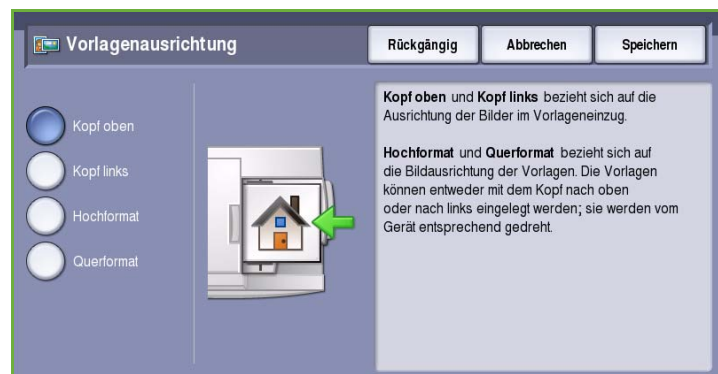 Vorlagenausrichtung
Rückgängig
Abbrechen
Speichern
Kopf oben
Kopf links
Hochformat
Querformat
Kopf oben und Kopf links bezieht sich auf die
Ausrichtung der Bilder im Vorlageneinzug.
Hochformat und Querformat bezieht sich auf
die Bildausrichtung der Vorlagen. Die Vorlagen
können entweder mit dem Kopf nach oben
oder nach links eingelegt werden; sie werden vom
Gerät entsprechend gedreht.